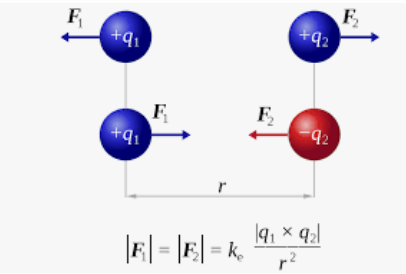 F₁ +q₁ +q₂ F₂
+q₁ F₁ F₂ −q₂
r
|F₁| = |F₂| = kₑ |q₁ × q₂| / r²